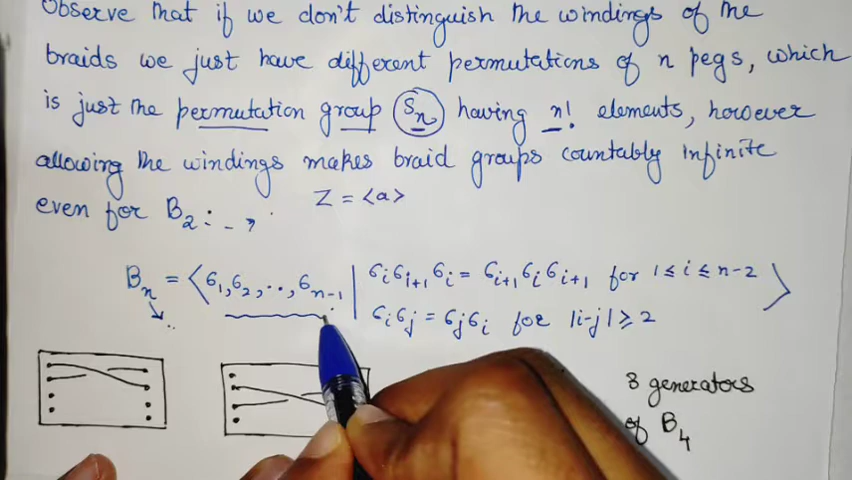 Observe that if we don't distinguish the windings of the
braids we just have different permutations of n pegs, which
is just the permutation group Sₙ having n! elements, however
allowing the windings makes braid groups countably infinite
even for B₂
Z = <a>
Bₙ = ⟨σ₁,σ₂,..,σₙ₋₁ | σᵢσᵢ₊₁σᵢ = σᵢ₊₁σᵢσᵢ₊₁ for 1≤i≤n-2⟩
σᵢσⱼ = σⱼσᵢ for |i-j|≥2
3 generators
of B₄